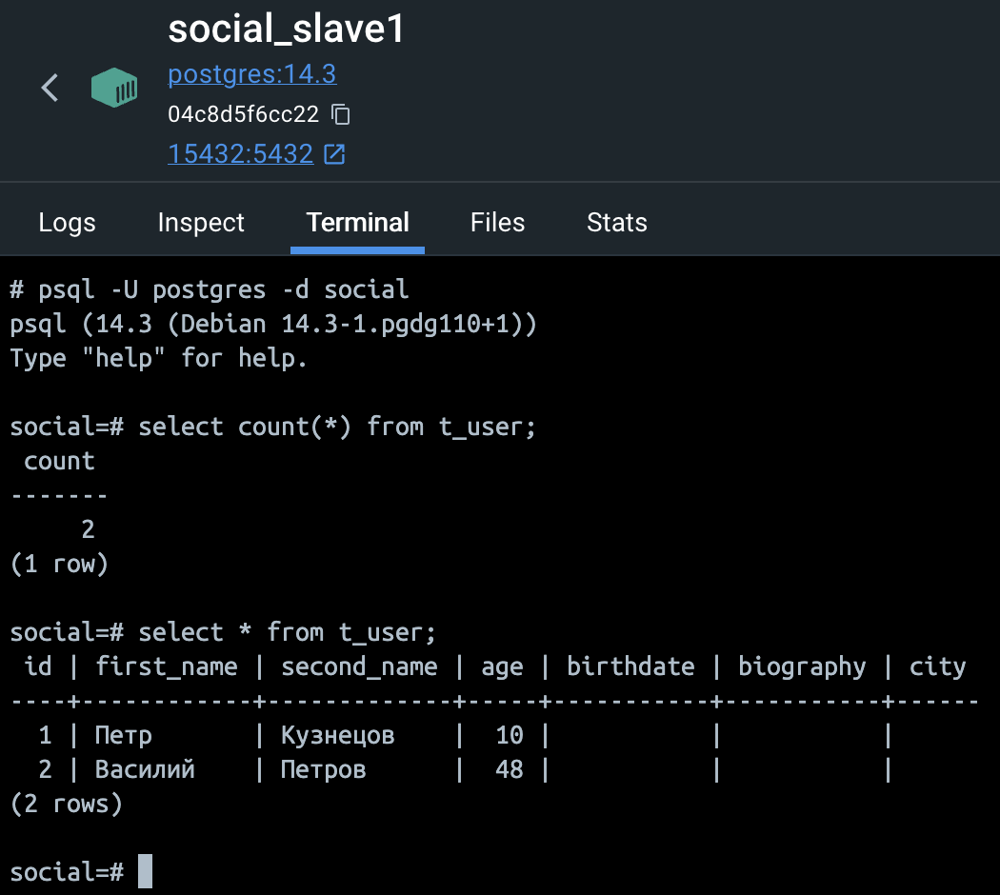 social_slave1
postgres:14.3
04c8d5f6cc22
15432:5432
Logs Inspect Terminal Files Stats
# psql -U postgres -d social
psql (14.3 (Debian 14.3-1.pgdg110+1))
Type "help" for help.
social=# select count(*) from t_user;
 count
-------
     2
(1 row)
social=# select * from t_user;
 id | first_name | second_name | age | birthdate | biography | city
----+------------+-------------+-----+-----------+-----------+------
  1 | Петр       | Кузнецов    |  10 |           |           |
  2 | Василий    | Петров      |  48 |           |           |
(2 rows)
social=#